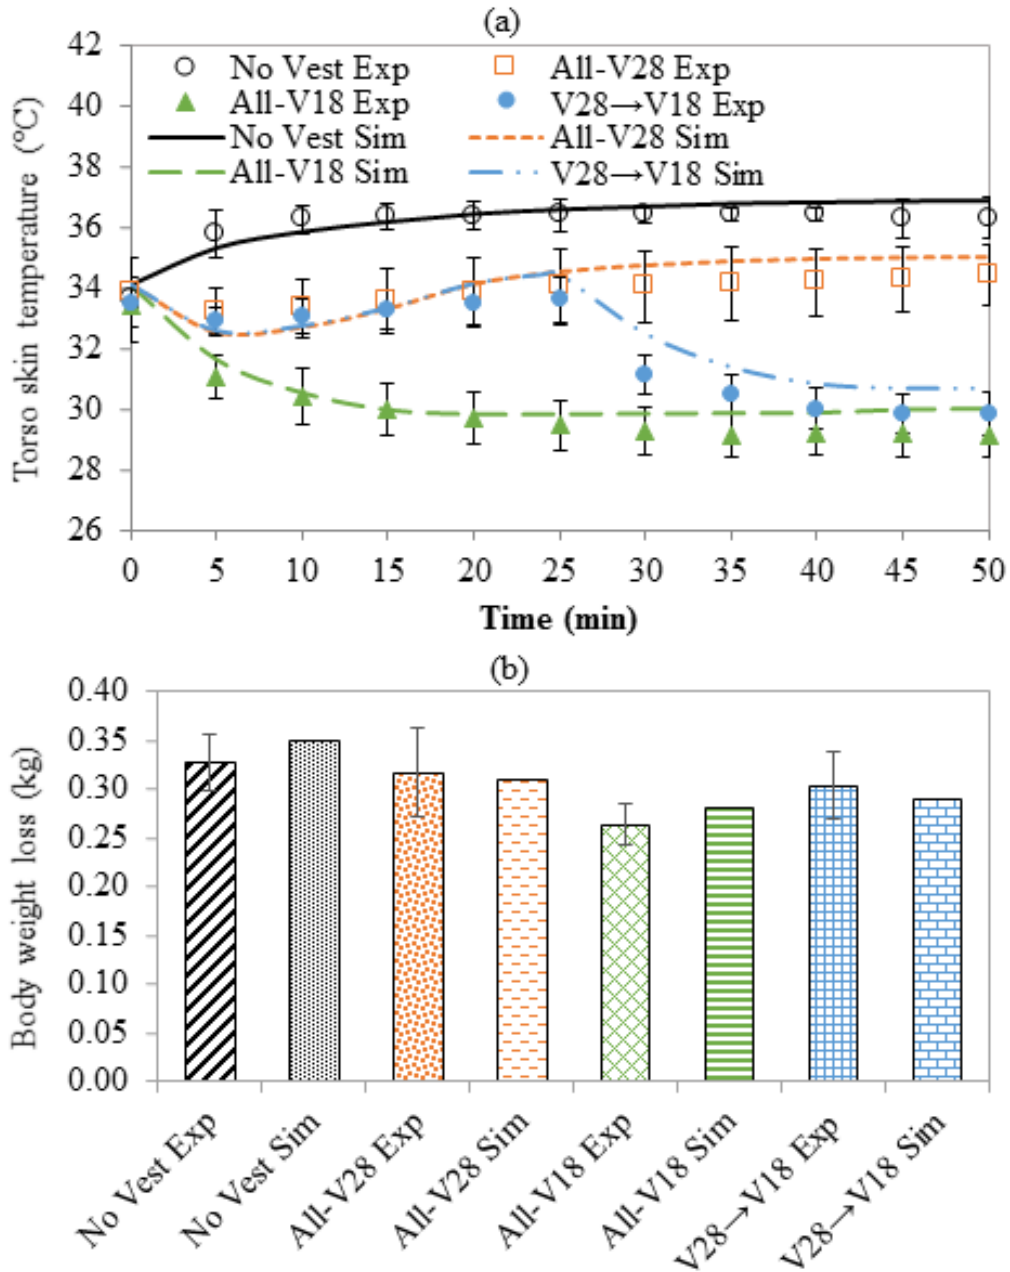 (a)
Torso skin temperature (°C)
42
40
38
36
34
32
30
28
26
No Vest Exp
All-V28 Exp
All-V18 Exp
V28→V18 Exp
No Vest Sim
All-V28 Sim
All-V18 Sim
V28→V18 Sim
0 5 10 15 20 25 30 35 40 45 50
Time (min)
(b)
Body weight loss (kg)
0.40
0.35
0.30
0.25
0.20
0.15
0.10
0.05
0.00
No Vest Exp
No Vest Sim
All-V28 Exp
All-V28 Sim
All-V18 Exp
All-V18 Sim
V28→V18 Exp
V28→V18 Sim